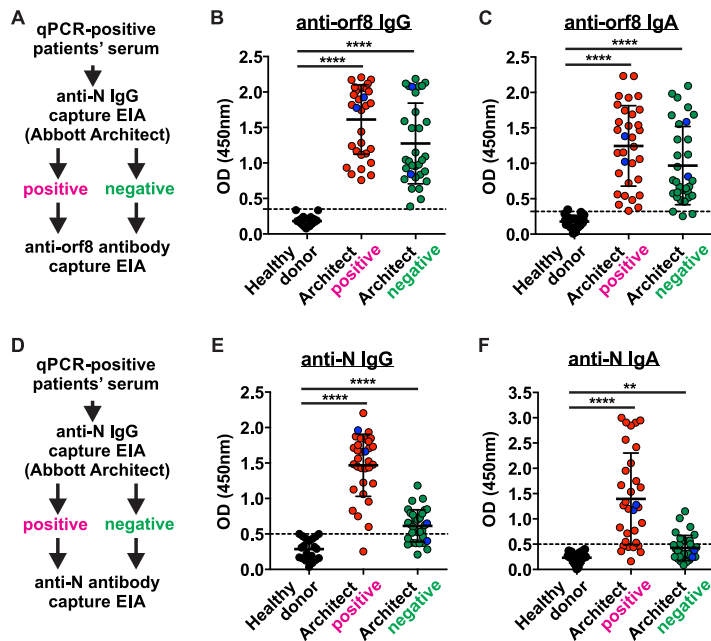 A
qPCR-positive
patients’ serum
anti-N IgG
capture EIA
(Abbott Architect)
positive negative
anti-orf8 antibody
capture EIA
B
anti-orf8 IgG
****
****
OD (450nm)
2.5
2.0
1.5
1.0
0.5
0.0
Healthy
donor
Architect
positive
Architect
negative
C
anti-orf8 IgA
****
****
OD (450nm)
2.5
2.0
1.5
1.0
0.5
0.0
Healthy
donor
Architect
positive
Architect
negative
D
qPCR-positive
patients’ serum
anti-N IgG
capture EIA
(Abbott Architect)
positive negative
anti-N antibody
capture EIA
E
anti-N IgG
****
****
OD (450nm)
2.5
2.0
1.5
1.0
0.5
0.0
Healthy
donor
Architect
positive
Architect
negative
F
anti-N IgA
**
****
OD (450nm)
3.5
3.0
2.5
2.0
1.5
1.0
0.5
0.0
Healthy
donor
Architect
positive
Architect
negative